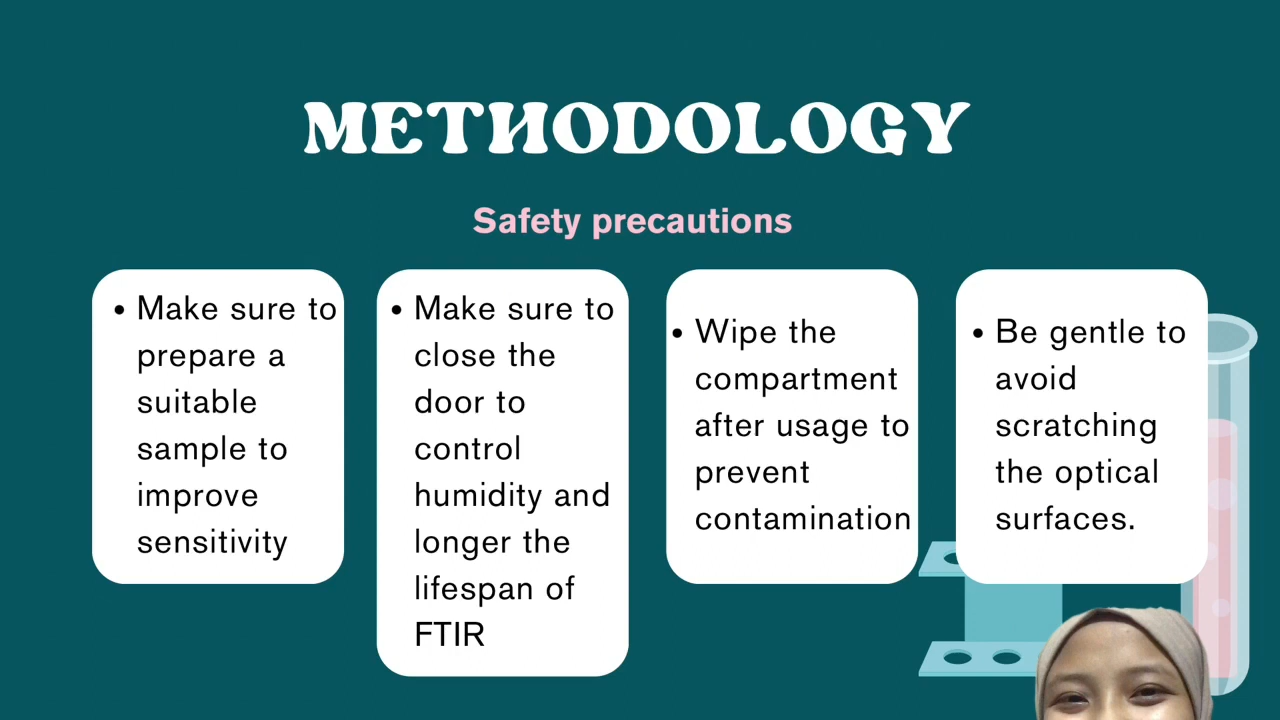 METHODOLOGY
Safety precautions
• Make sure to
prepare a
suitable
sample to
improve
sensitivity
• Make sure to
close the
door to
control
humidity and
longer the
lifespan of
FTIR
• Wipe the
compartment
after usage to
prevent
contamination
• Be gentle to
avoid
scratching
the optical
surfaces.